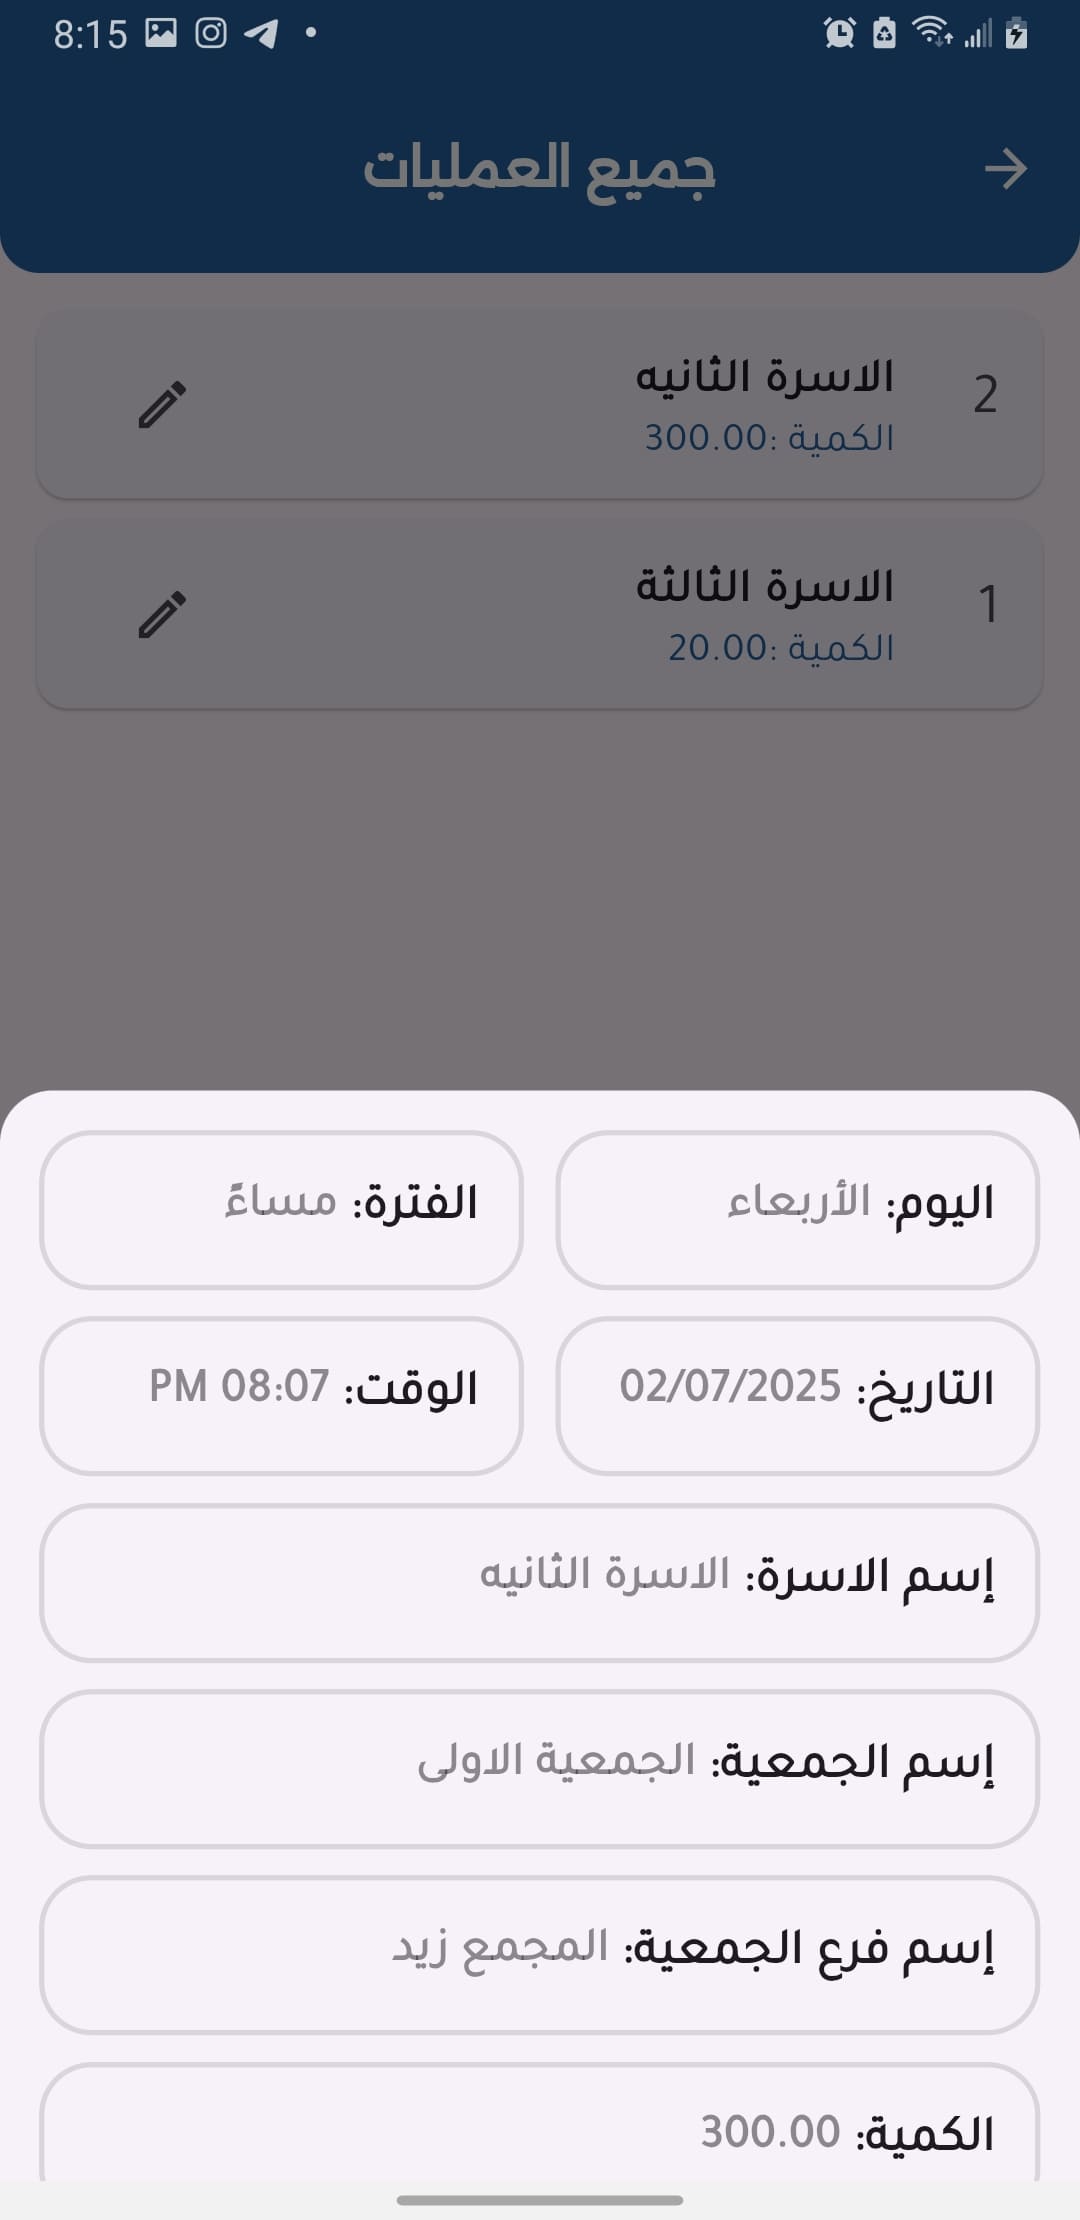 8:15
جميع العمليات
2
الاسرة الثانيه
الكمية :300.00
1
الاسرة الثالثة
الكمية :20.00
اليوم: الأربعاء
الفترة: مساءً
التاريخ: 02/07/2025
الوقت: 08:07 PM
إسم الاسرة: الاسرة الثانيه
إسم الجمعية: الجمعية الاولى
إسم فرع الجمعية: المجمع زيد
الكمية: 300.00